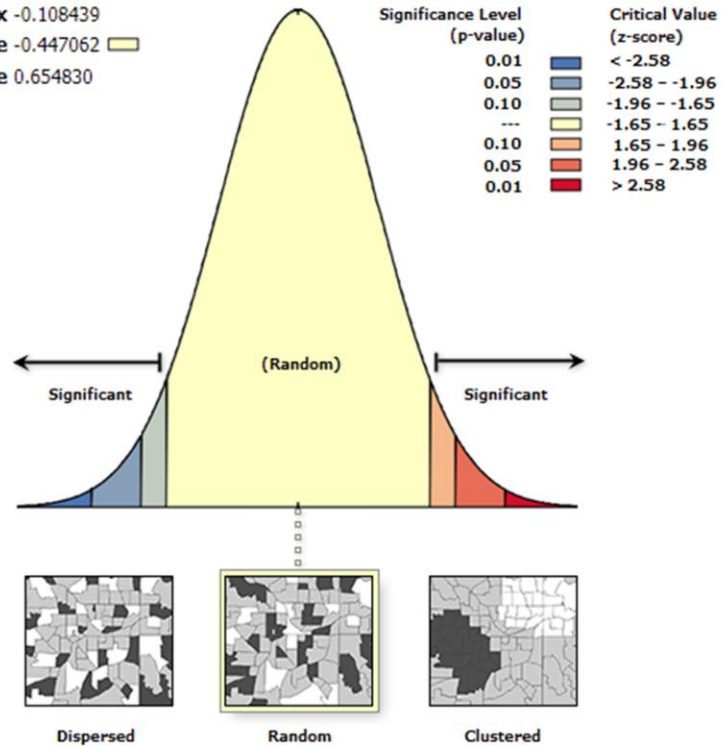 x -0.108439
e -0.447062
e 0.654830
Significance Level
(p-value)
Critical Value
(z-score)
0.01 < -2.58
0.05 -2.58 - -1.96
0.10 -1.96 - -1.65
--- -1.65 - 1.65
0.10 1.65 - 1.96
0.05 1.96 - 2.58
0.01 > 2.58
(Random)
Significant Significant
Dispersed Random Clustered